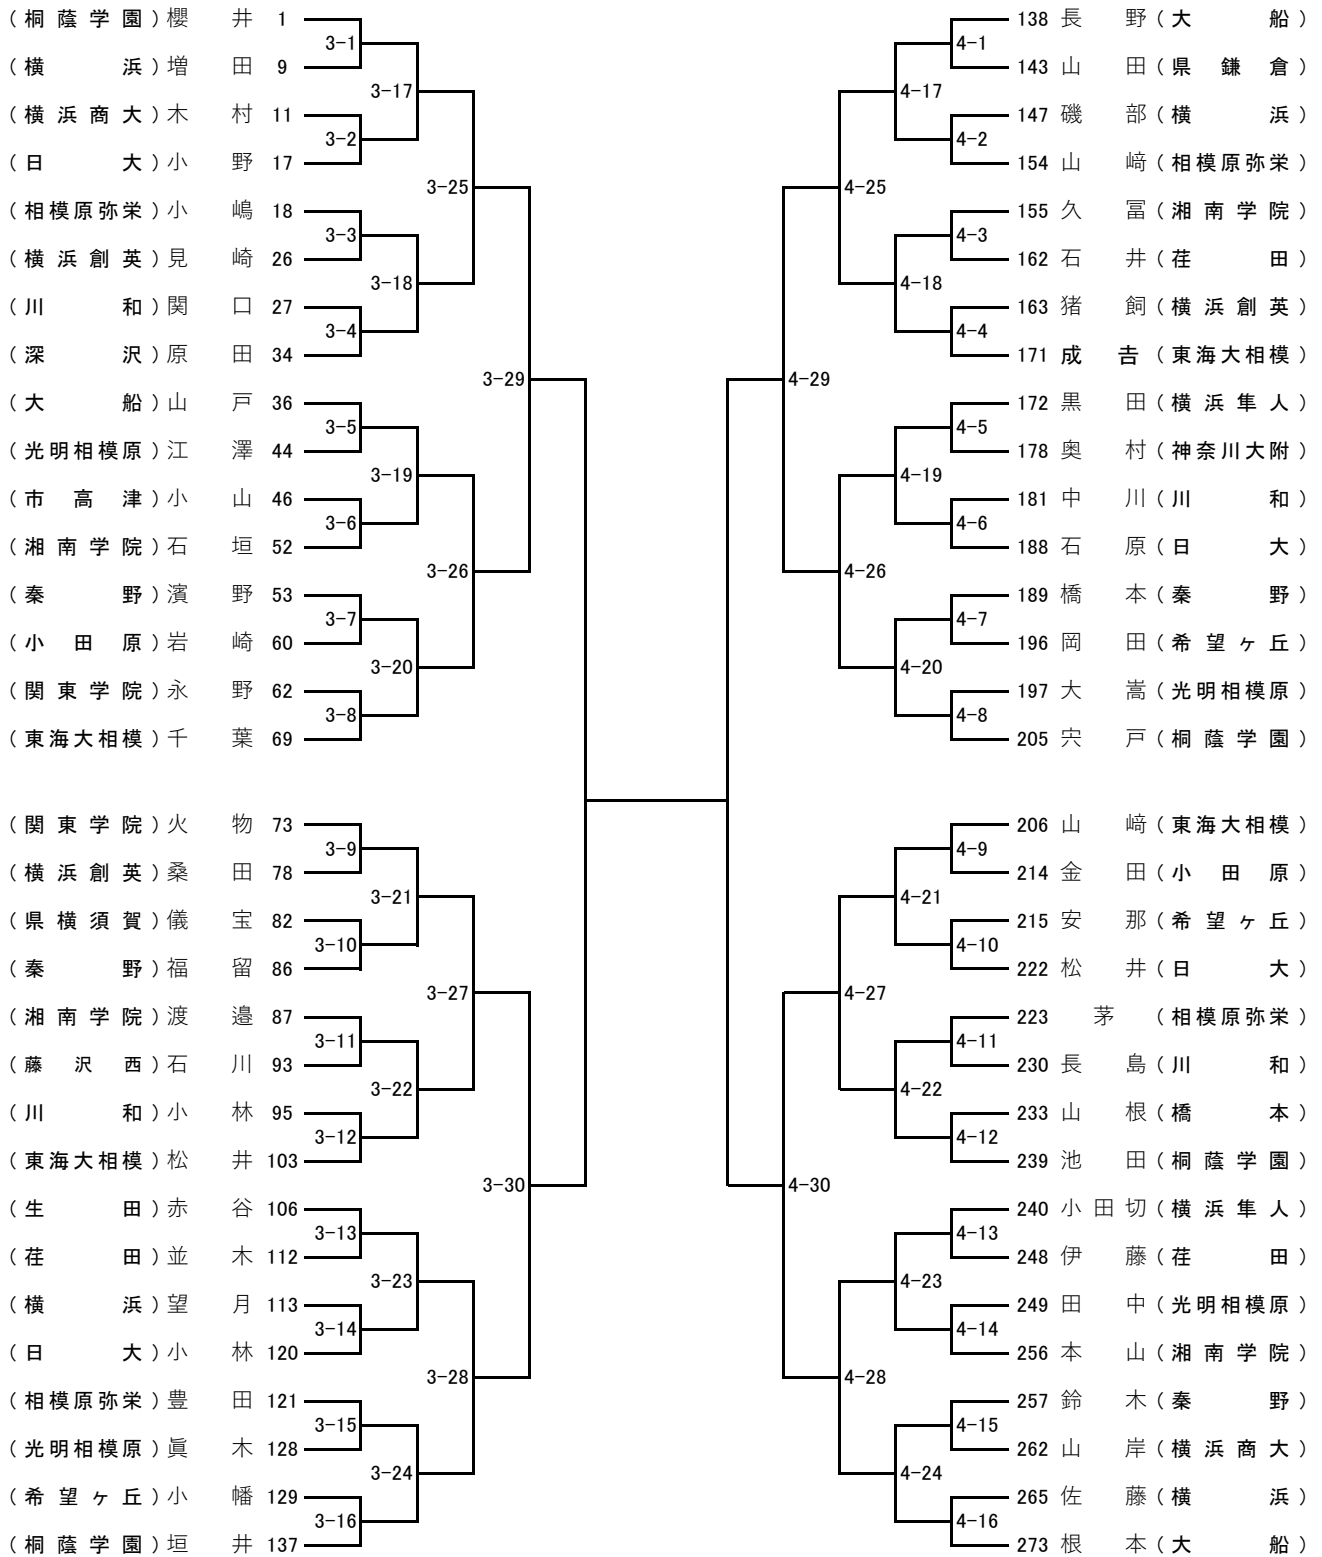 (桐蔭学園)櫻井 1 138 長野(大船)
3-1 4-1
(横浜)増田 9 143 山田(県鎌倉)
3-17 4-17
(横浜商大)木村 11 147 磯部(横浜)
3-2 4-2
(日大)小野 17 154 山﨑(相模原弥栄)
3-25 4-25
(相模原弥栄)小嶋 18 155 久冨(湘南学院)
3-3 4-3
(横浜創英)見崎 26 162 石井(荏田)
3-18 4-18
(川和)関口 27 163 猪飼(横浜創英)
3-4 4-4
(深沢)原田 34 171 成𠮷(東海大相模)
3-29 4-29
(大船)山戸 36 172 黒田(横浜隼人)
3-5 4-5
(光明相模原)江澤 44 178 奥村(神奈川大附)
3-19 4-19
(市高津)小山 46 181 中川(川和)
3-6 4-6
(湘南学院)石垣 52 188 石原(日大)
3-26 4-26
(秦野)濱野 53 189 橋本(秦野)
3-7 4-7
(小田原)岩崎 60 196 岡田(希望ヶ丘)
3-20 4-20
(関東学院)永野 62 197 大嵩(光明相模原)
3-8 4-8
(東海大相模)千葉 69 205 宍戸(桐蔭学園)
(関東学院)火物 73 206 山﨑(東海大相模)
3-9 4-9
(横浜創英)桑田 78 214 金田(小田原)
3-21 4-21
(県横須賀)儀宝 82 215 安那(希望ヶ丘)
3-10 4-10
(秦野)福留 86 222 松井(日大)
3-27 4-27
(湘南学院)渡邉 87 223 茅(相模原弥栄)
3-11 4-11
(藤沢西)石川 93 230 長島(川和)
3-22 4-22
(川和)小林 95 233 山根(橋本)
3-12 4-12
(東海大相模)松井 103 239 池田(桐蔭学園)
3-30 4-30
(生田)赤谷 106 240 小田切(横浜隼人)
3-13 4-13
(荏田)並木 112 248 伊藤(荏田)
3-23 4-23
(横浜)望月 113 249 田中(光明相模原)
3-14 4-14
(日大)小林 120 256 本山(湘南学院)
3-28 4-28
(相模原弥栄)豊田 121 257 鈴木(秦野)
3-15 4-15
(光明相模原)眞木 128 262 山岸(横浜商大)
3-24 4-24
(希望ヶ丘)小幡 129 265 佐藤(横浜)
3-16 4-16
(桐蔭学園)垣井 137 273 根本(大船)